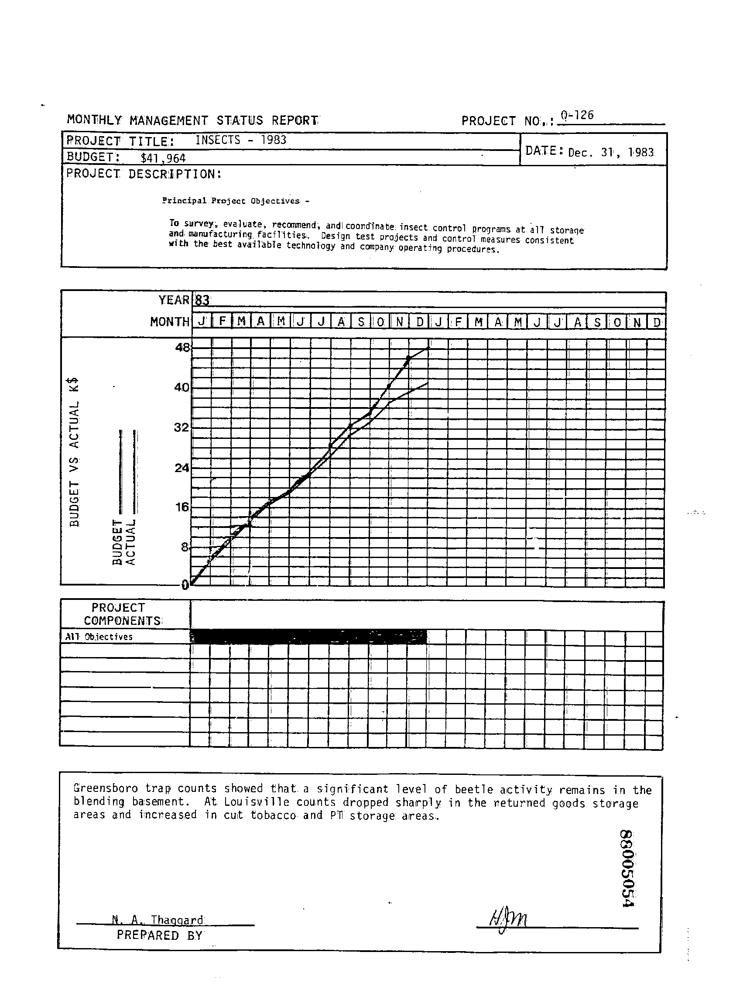 MONTHLY MANAGEMENT STATUS REPORT PROJECT NO.: Q-126
PROJECT TITLE: INSECTS - 1983
BUDGET: $41,964
DATE: Dec. 31, 1983
PROJECT DESCRIPTION:
Principal Project Objectives -
To survey, evaluate, recommend, and coordinate insect control programs at all storage
and manufacturing facilities. Design test projects and control measures consistent
with the best available technology and company operating procedures.
YEAR 83
MONTH J F M A M J J A S O N D J F M A M J J A S O N D
BUDGET VS ACTUAL K$
BUDGET
ACTUAL
48
40
32
24
16
8
0
PROJECT
COMPONENTS
All Objectives
Greensboro trap counts showed that a significant level of beetle activity remains in the
blending basement. At Louisville counts dropped sharply in the returned goods storage
areas and increased in cut tobacco and PM storage areas.
88005054
N. A. Thaggard
HJM
PREPARED BY